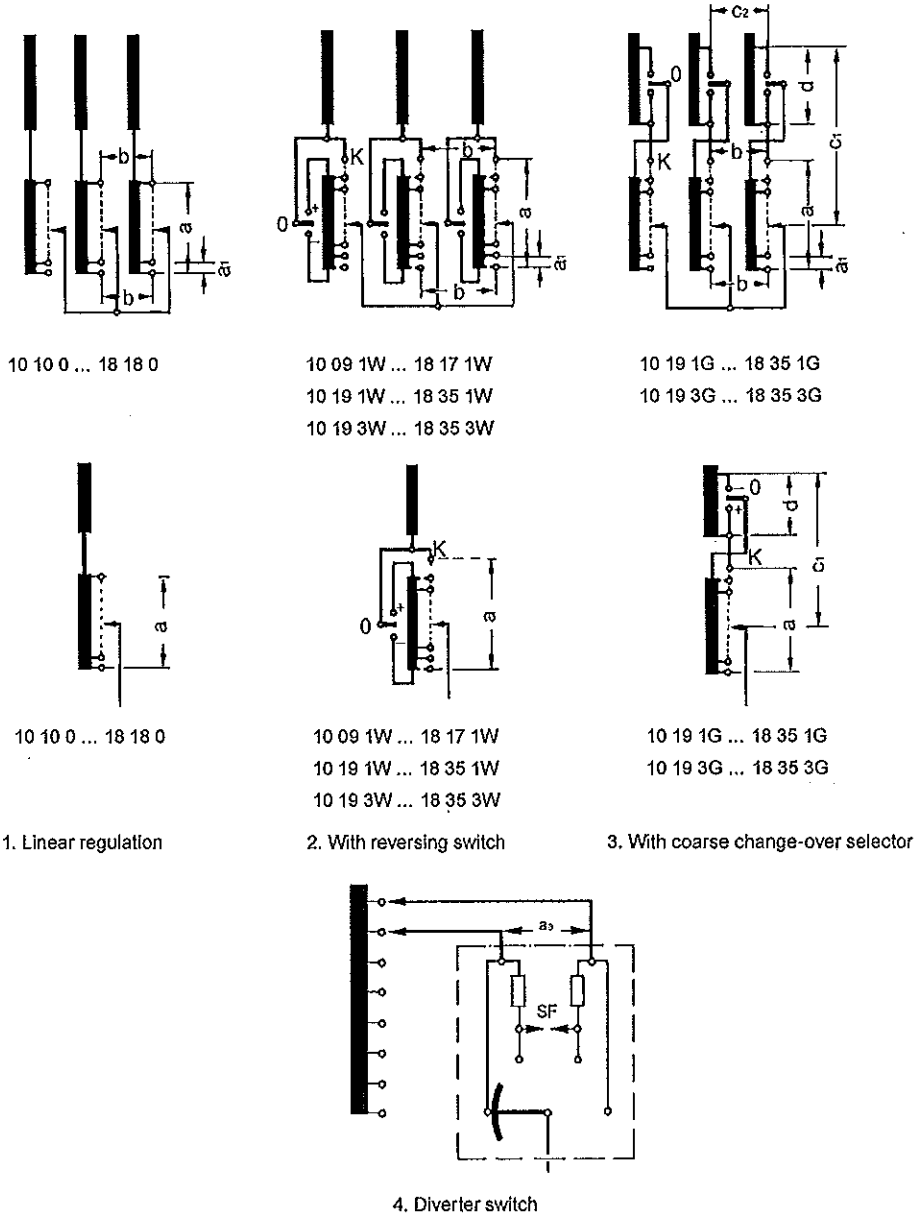 c2
b
a
a1
b
K
b
+
0
–
a
a1
b
0
K
b
d
c1
a
a1
b
10 10 0 ... 18 18 0
10 09 1W ... 18 17 1W
10 19 1W ... 18 35 1W
10 19 3W ... 18 35 3W
10 19 1G ... 18 35 1G
10 19 3G ... 18 35 3G
a
K
+
0
–
a
– 0
+
K
d
c1
a
10 10 0 ... 18 18 0
10 09 1W ... 18 17 1W
10 19 1W ... 18 35 1W
10 19 3W ... 18 35 3W
10 19 1G ... 18 35 1G
10 19 3G ... 18 35 3G
1. Linear regulation
2. With reversing switch
3. With coarse change-over selector
SF
4. Diverter switch